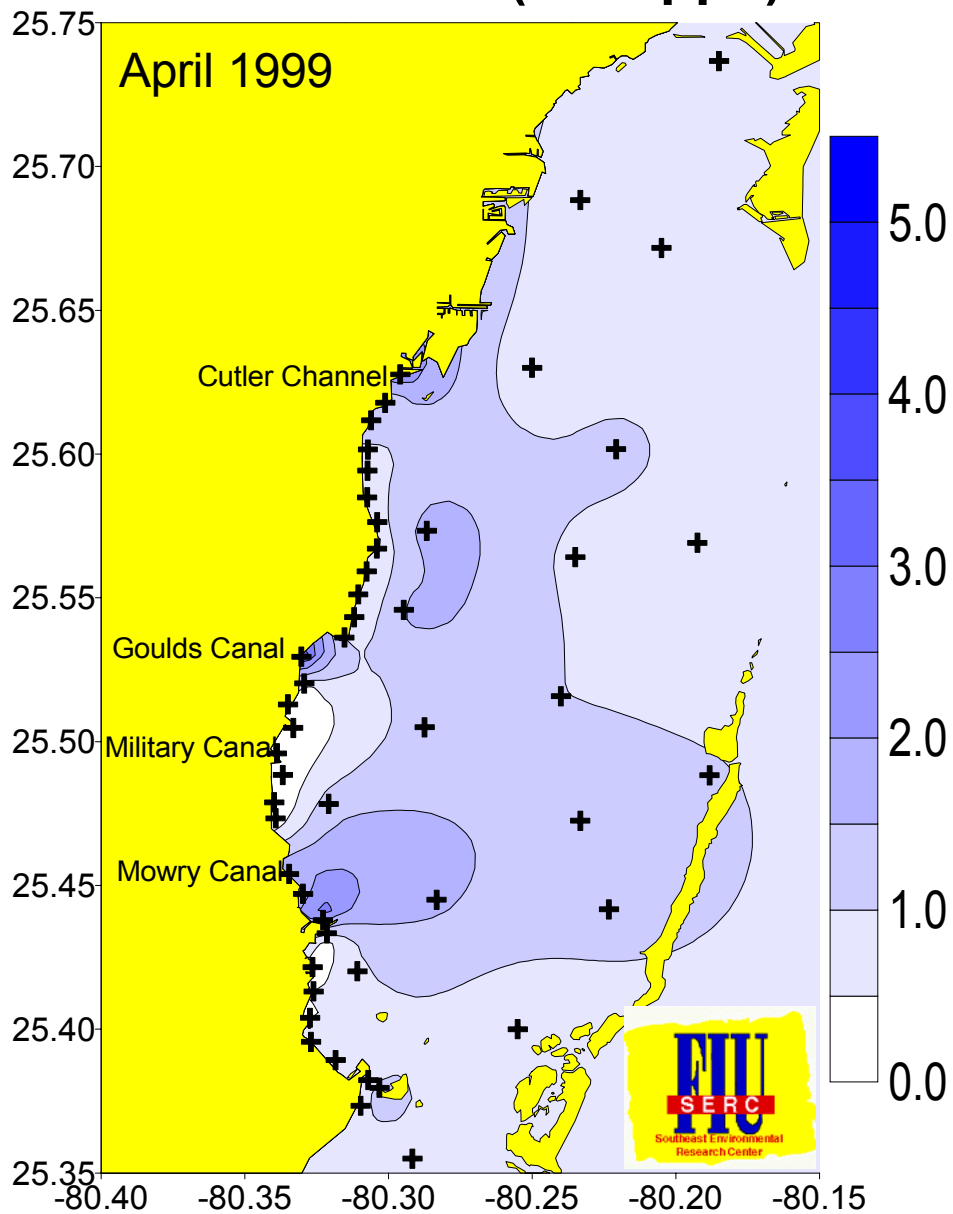 25.75
April 1999
25.70
5.0
25.65
Cutler Channel
4.0
25.60
3.0
25.55
Goulds Canal
2.0
25.50
Military Cana
Mowry Canal
25.45
1.0
25.40
FIU
SERC
Southeast Environmental
Research Center
0.0
25.35
-80.40 -80.35 -80.30 -80.25 -80.20 -80.15